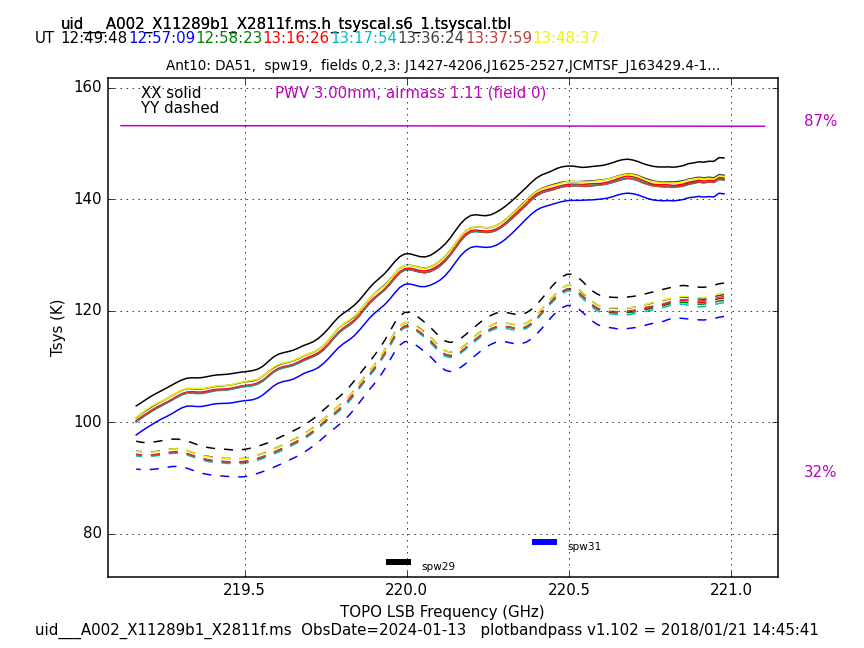 uid___A002_X11289b1_X2811f.ms.h_tsyscal.s6_1.tsyscal.tbl
UT 12:49:48 12:57:09 12:58:23 13:16:26 13:17:54 13:36:24 13:37:59 13:48:37
Ant10: DA51,  spw19,  fields 0,2,3: J1427-4206,J1625-2527,JCMTSF_J163429.4-1...
160
XX solid PWV 3.00mm, airmass 1.11 (field 0)
YY dashed
87%
140
120
Tsys (K)
100
32%
80
spw31
spw29
219.5 220.0 220.5 221.0
TOPO LSB Frequency (GHz)
uid___A002_X11289b1_X2811f.ms  ObsDate=2024-01-13   plotbandpass v1.102 = 2018/01/21 14:45:41